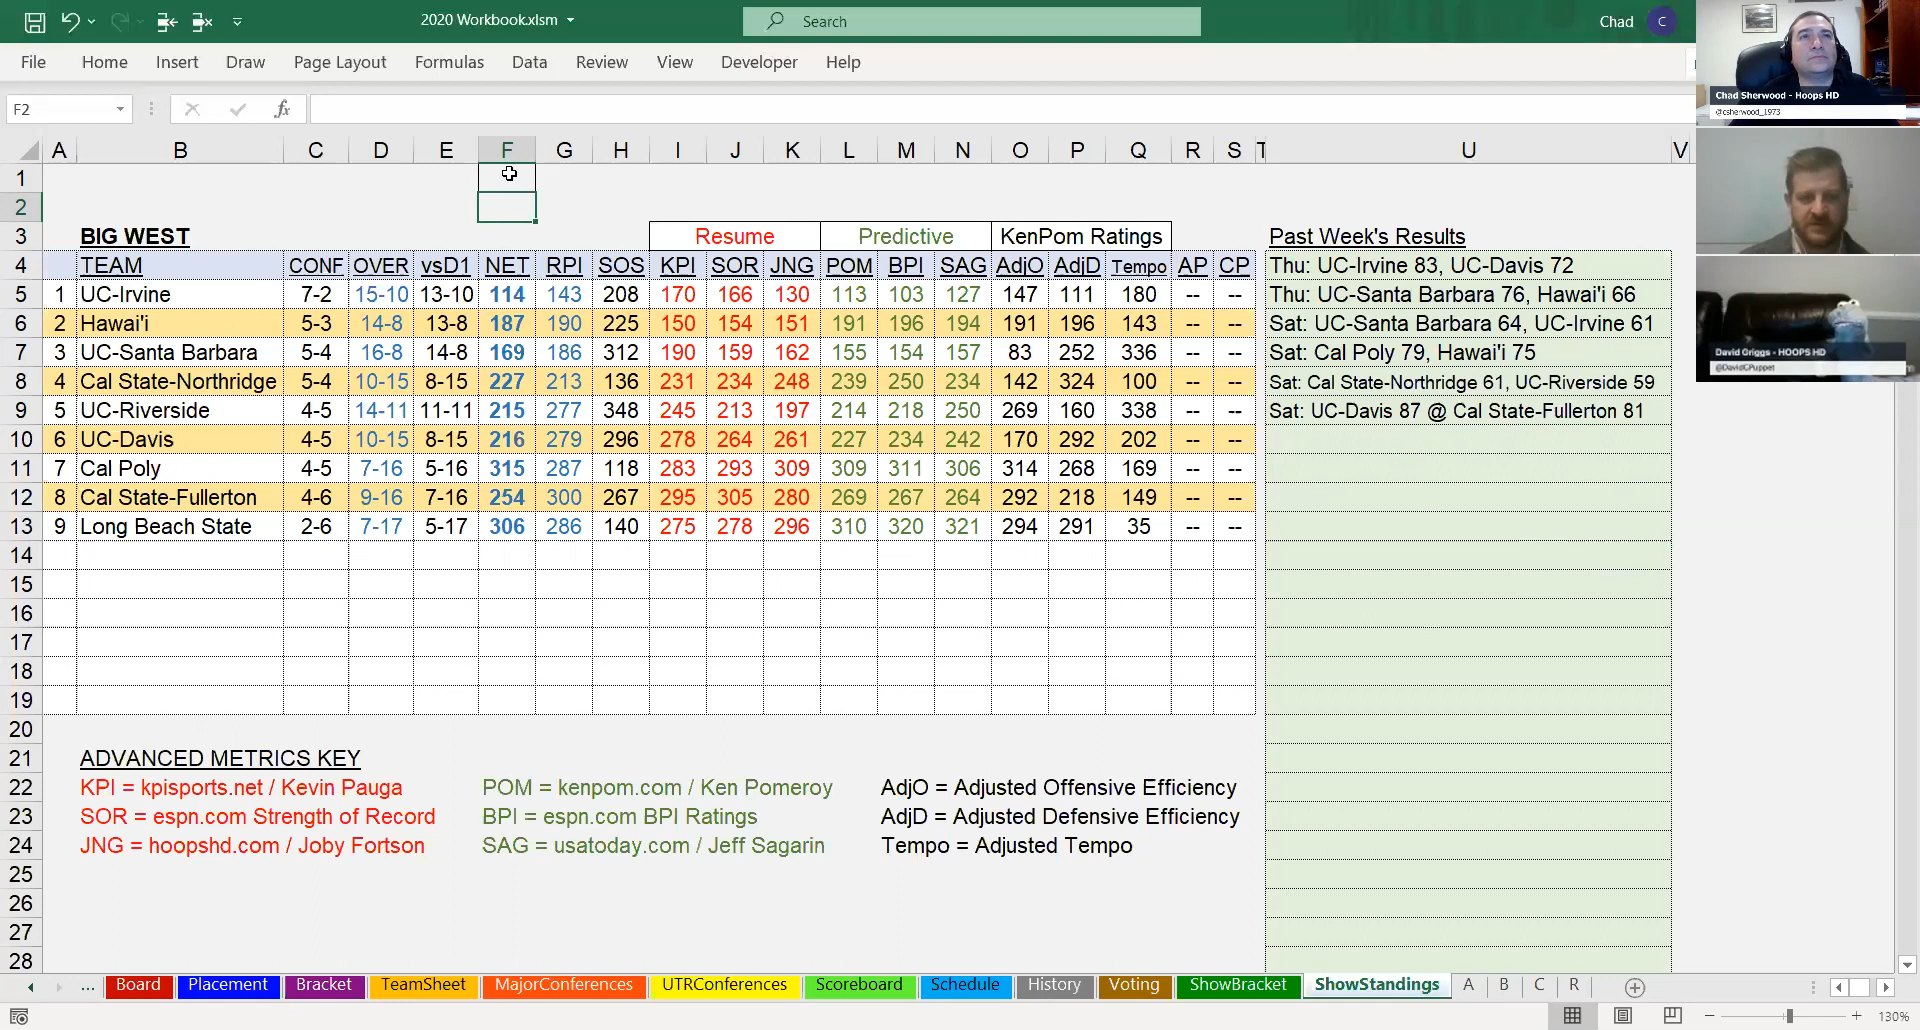 2020 Workbook.xlsm
Search
Chad C
File Home Insert Draw Page Layout Formulas Data Review View Developer Help
F2 fx
A B C D E F G H I J K L M N O P Q R S T U V
1
2
3 BIG WEST Resume Predictive KenPom Ratings Past Week's Results
4 TEAM CONF OVER vsD1 NET RPI SOS KPI SOR JNG POM BPI SAG AdjO AdjD Tempo AP CP Thu: UC-Irvine 83, UC-Davis 72
5 1 UC-Irvine 7-2 15-10 13-10 114 143 208 170 166 130 113 103 127 147 111 180 -- -- Thu: UC-Santa Barbara 76, Hawai'i 66
6 2 Hawai'i 5-3 14-8 13-8 187 190 225 150 154 151 191 196 194 191 196 143 -- -- Sat: UC-Santa Barbara 64, UC-Irvine 61
7 3 UC-Santa Barbara 5-4 16-8 14-8 169 186 312 190 159 162 155 154 157 83 252 336 -- -- Sat: Cal Poly 79, Hawai'i 75
8 4 Cal State-Northridge 5-4 10-15 8-15 227 213 136 231 234 248 239 250 234 142 324 100 -- -- Sat: Cal State-Northridge 61, UC-Riverside 59
9 5 UC-Riverside 4-5 14-11 11-11 215 277 348 245 213 197 214 218 250 269 160 338 -- -- Sat: UC-Davis 87 @ Cal State-Fullerton 81
10 6 UC-Davis 4-5 10-15 8-15 216 279 296 278 264 261 227 234 242 170 292 202 -- --
11 7 Cal Poly 4-5 7-16 5-16 315 287 118 283 293 309 309 311 306 314 268 169 -- --
12 8 Cal State-Fullerton 4-6 9-16 7-16 254 300 267 295 305 280 269 267 264 292 218 149 -- --
13 9 Long Beach State 2-6 7-17 5-17 306 286 140 275 278 296 310 320 321 294 291 35 -- --
14
15
16
17
18
19
20
21 ADVANCED METRICS KEY
22 KPI = kpisports.net / Kevin Pauga POM = kenpom.com / Ken Pomeroy AdjO = Adjusted Offensive Efficiency
23 SOR = espn.com Strength of Record BPI = espn.com BPI Ratings AdjD = Adjusted Defensive Efficiency
24 JNG = hoopshd.com / Joby Fortson SAG = usatoday.com / Jeff Sagarin Tempo = Adjusted Tempo
25
26
27
28
... Board Placement Bracket TeamSheet MajorConferences UTRConferences Scoreboard Schedule History Voting ShowBracket ShowStandings A B C R
130%
Chad Sherwood - Hoops HD
@csherwood_1973
David Griggs - HOOPS HD
@DavidCPuppet